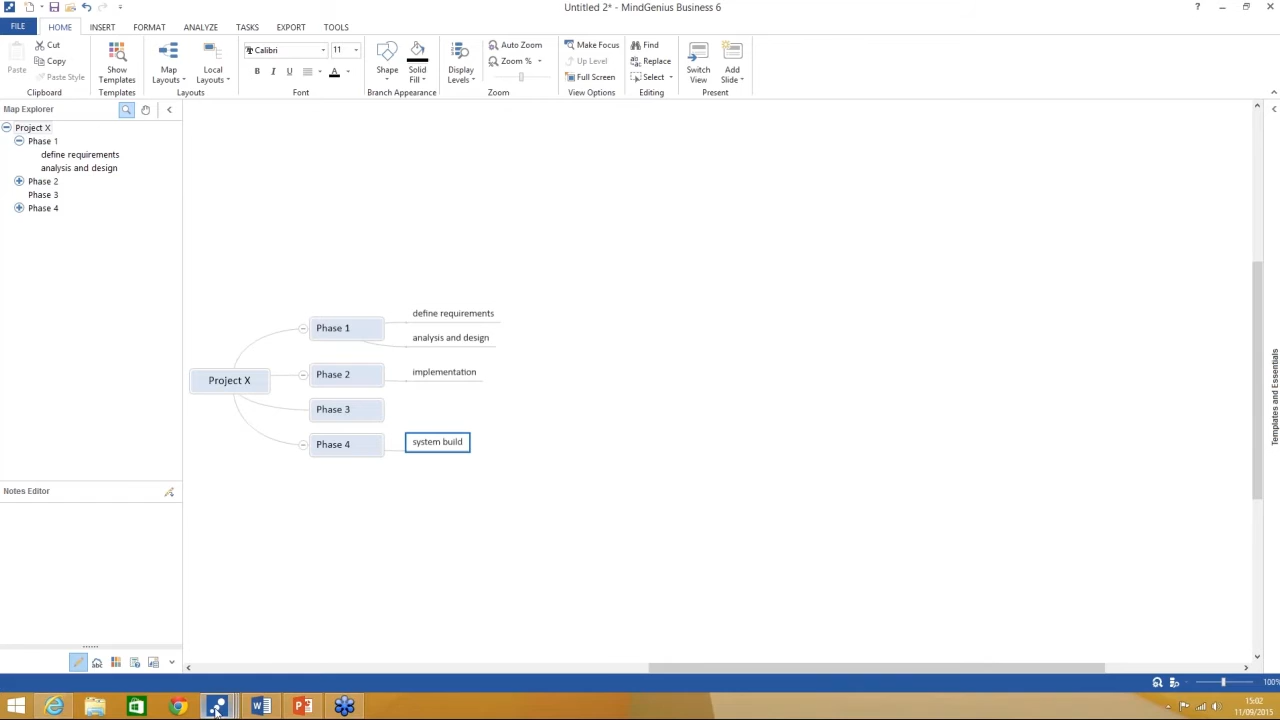 Untitled 2* - MindGenius Business 6
?
FILE HOME INSERT FORMAT ANALYZE TASKS EXPORT TOOLS
Paste
Cut
Copy
Paste Style
Clipboard
Show Templates
Templates
Map Layouts
Local Layouts
Layouts
Calibri 11
B I U A
Font
Shape
Solid Fill
Branch Appearance
Display Levels
Auto Zoom
Zoom %
Zoom
Make Focus
Up Level
Full Screen
View Options
Find
Replace
Select
Editing
Switch View
Add Slide
Present
Map Explorer
Project X
Phase 1
define requirements
analysis and design
Phase 2
Phase 3
Phase 4
Notes Editor
Project X
Phase 1
define requirements
analysis and design
Phase 2
implementation
Phase 3
Phase 4
system build
Templates and Essentials
100%
15:02
11/09/2015